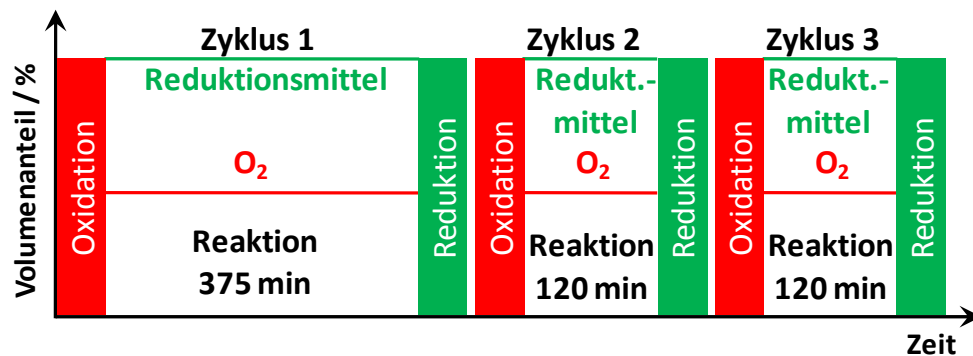 Volumenanteil / %
Zyklus 1
Oxidation
Reduktionsmittel
O₂
Reaktion
375 min
Reduktion
Zyklus 2
Oxidation
Redukt.-
mittel
O₂
Reaktion
120 min
Reduktion
Zyklus 3
Oxidation
Redukt.-
mittel
O₂
Reaktion
120 min
Reduktion
Zeit